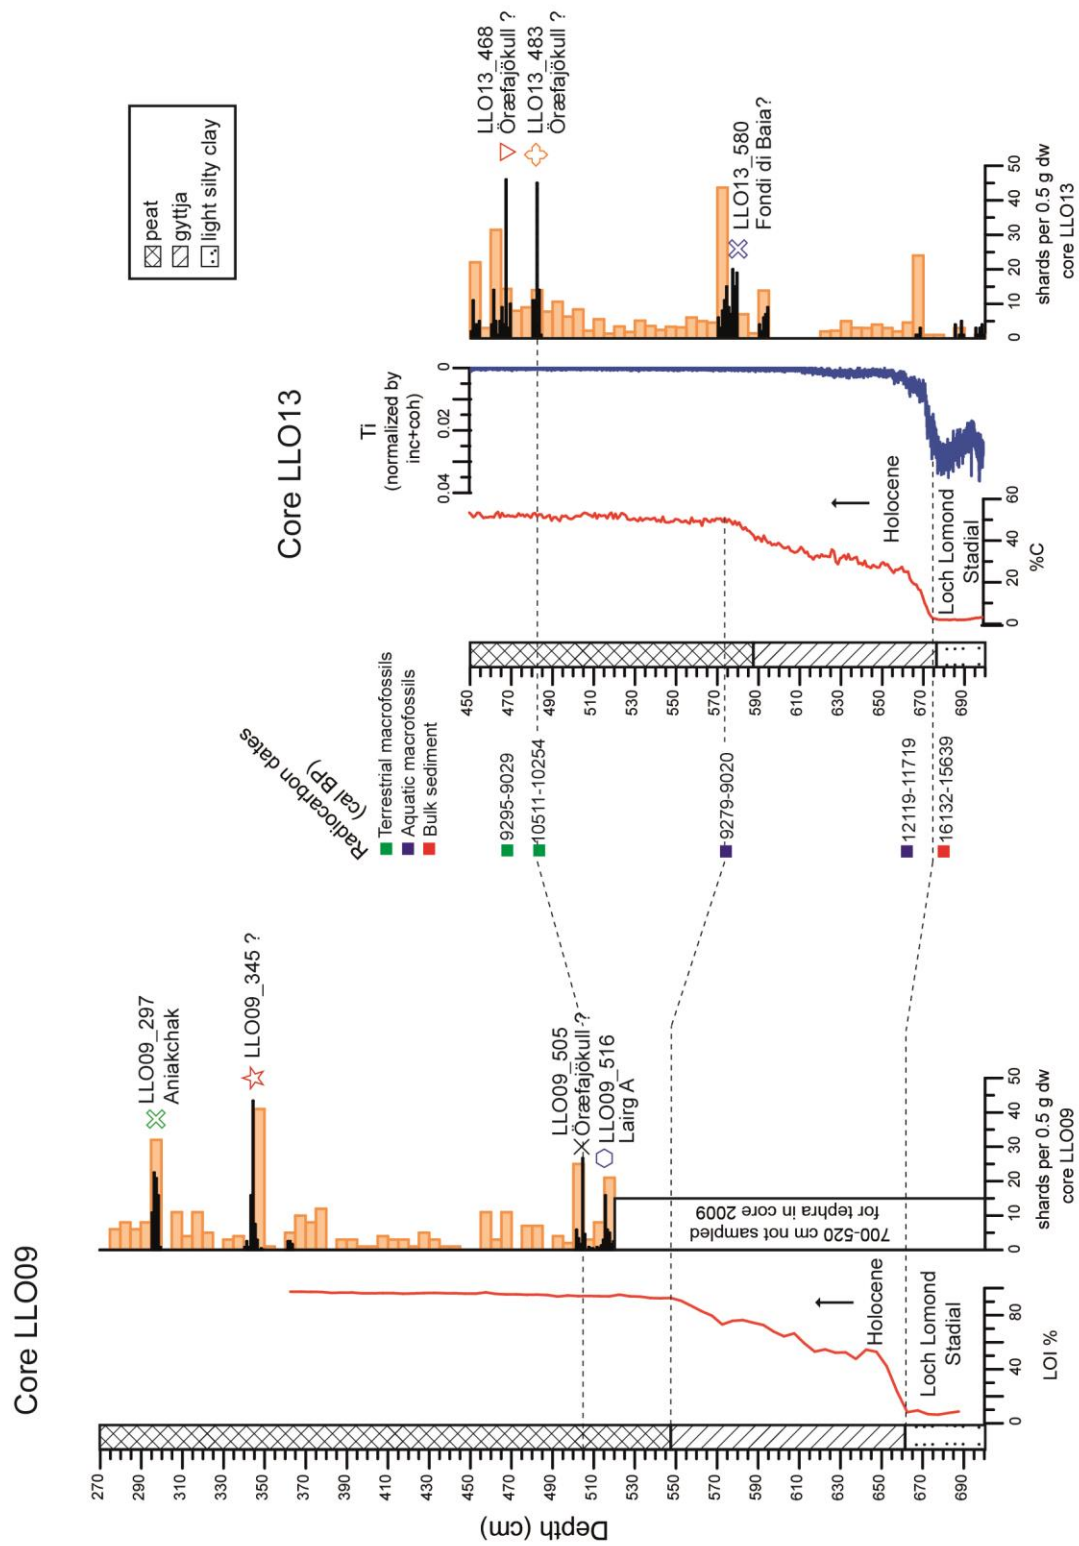 Core LLO09
Depth (cm)
270
290
310
330
350
370
390
410
430
450
470
490
510
530
550
570
590
610
630
650
670
690
Holocene
Loch Lomond
Stadial
0
40
80
LOI %
LLO09_297
Aniakchak
LLO09_345 ?
LLO09_505
Öræfajökull-?
LLO09_516
Lairg A
700-520 cm not sampled
for tephra in core 2009
0
10
20
30
40
50
shards per 0.5 g dw
core LLO09
Radiocarbon dates
(cal BP)
Terrestrial macrofossils
Aquatic macrofossils
Bulk sediment
9295-9029
10511-10254
9279-9020
12119-11719
16132-15639
Core LLO13
450
470
490
510
530
550
570
590
610
630
650
670
690
Holocene
Loch Lomond
Stadial
0
20
40
60
%C
Ti
(normalized by
inc+coh)
0.04
0.02
0
LLO13_468
Öræfajökull ?
LLO13_483
Öræfajökull ?
LLO13_580
Fondi di Baia?
0
10
20
30
40
50
shards per 0.5 g dw
core LLO13
peat
gyttja
light silty clay